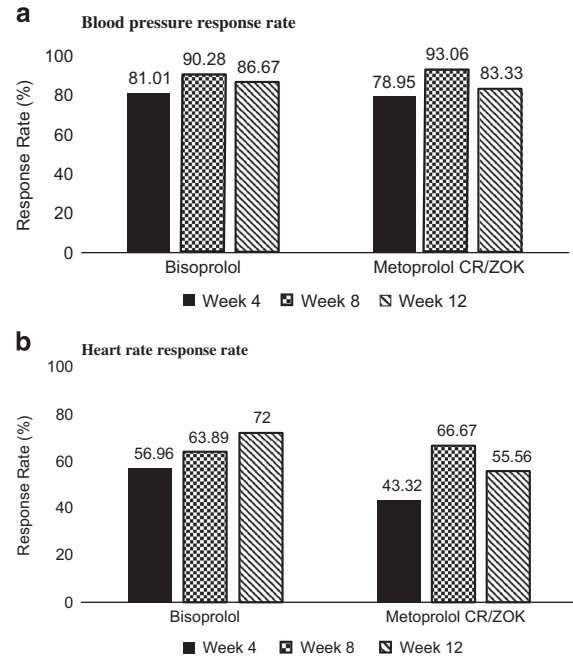 a
Blood pressure response rate
Response Rate (%)
100
80
60
40
20
0
81.01
90.28
86.67
78.95
93.06
83.33
Bisoprolol
Metoprolol CR/ZOK
Week 4
Week 8
Week 12
b
Heart rate response rate
Response Rate (%)
100
80
60
40
20
0
56.96
63.89
72
43.32
66.67
55.56
Bisoprolol
Metoprolol CR/ZOK
Week 4
Week 8
Week 12